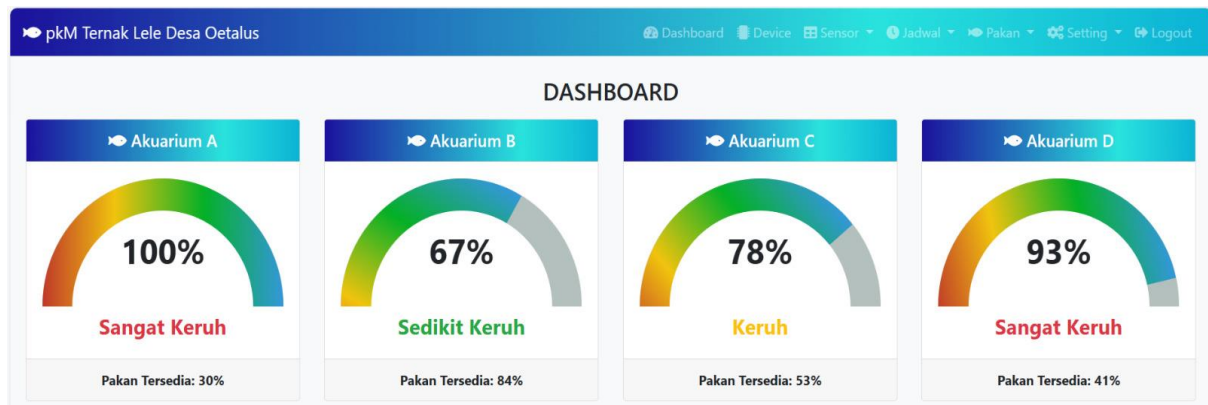 pkM Ternak Lele Desa Oetalus
Dashboard Device Sensor Jadwal Pakan Setting Logout
DASHBOARD
Akuarium A
100%
Sangat Keruh
Pakan Tersedia: 30%
Akuarium B
67%
Sedikit Keruh
Pakan Tersedia: 84%
Akuarium C
78%
Keruh
Pakan Tersedia: 53%
Akuarium D
93%
Sangat Keruh
Pakan Tersedia: 41%